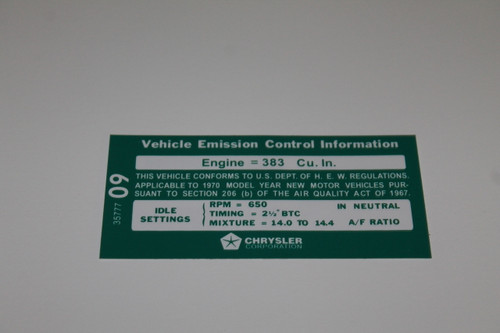 Vehicle Emission Control Information
Engine = 383 Cu. In.
THIS VEHICLE CONFORMS TO U.S. DEPT. OF H. E. W. REGULATIONS.
APPLICABLE TO 1970 MODEL YEAR NEW MOTOR VEHICLES PUR-
SUANT TO SECTION 206 (b) OF THE AIR QUALITY ACT OF 1967.
IDLE
SETTINGS
RPM = 650 IN NEUTRAL
TIMING = 2½° BTC
MIXTURE = 14.0 TO 14.4 A/F RATIO
CHRYSLER
CORPORATION
35777 09